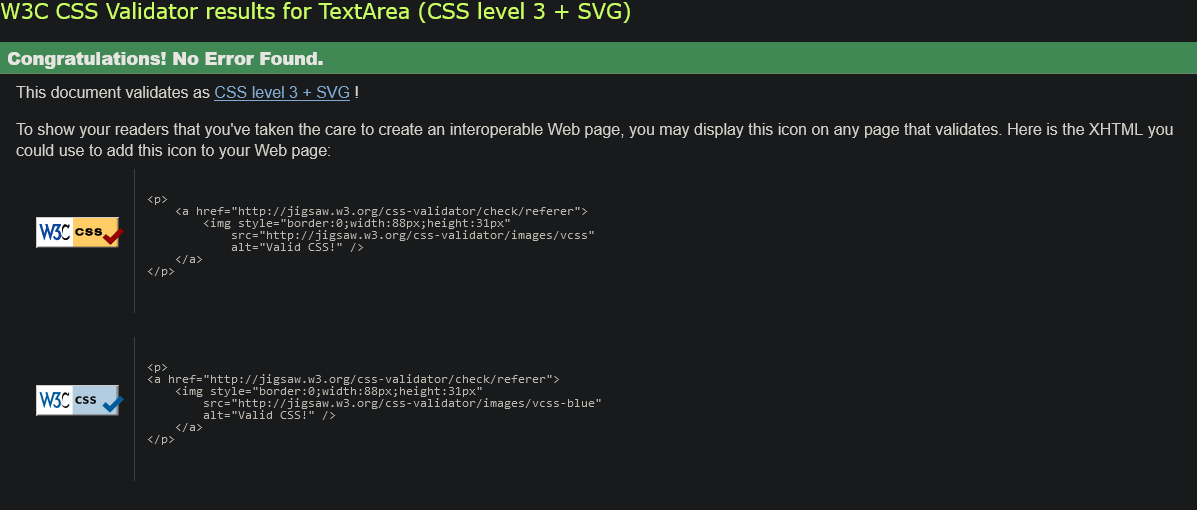 W3C CSS Validator results for TextArea (CSS level 3 + SVG)
Congratulations! No Error Found.
This document validates as CSS level 3 + SVG !
To show your readers that you've taken the care to create an interoperable Web page, you may display this icon on any page that validates. Here is the XHTML you
could use to add this icon to your Web page:
W3C css
<p>
<a href="http://jigsaw.w3.org/css-validator/check/referer">
<img style="border:0;width:88px;height:31px"
src="http://jigsaw.w3.org/css-validator/images/vcss"
alt="Valid CSS!" />
</a>
</p>
W3C css
<p>
<a href="http://jigsaw.w3.org/css-validator/check/referer">
<img style="border:0;width:88px;height:31px"
src="http://jigsaw.w3.org/css-validator/images/vcss-blue"
alt="Valid CSS!" />
</a>
</p>